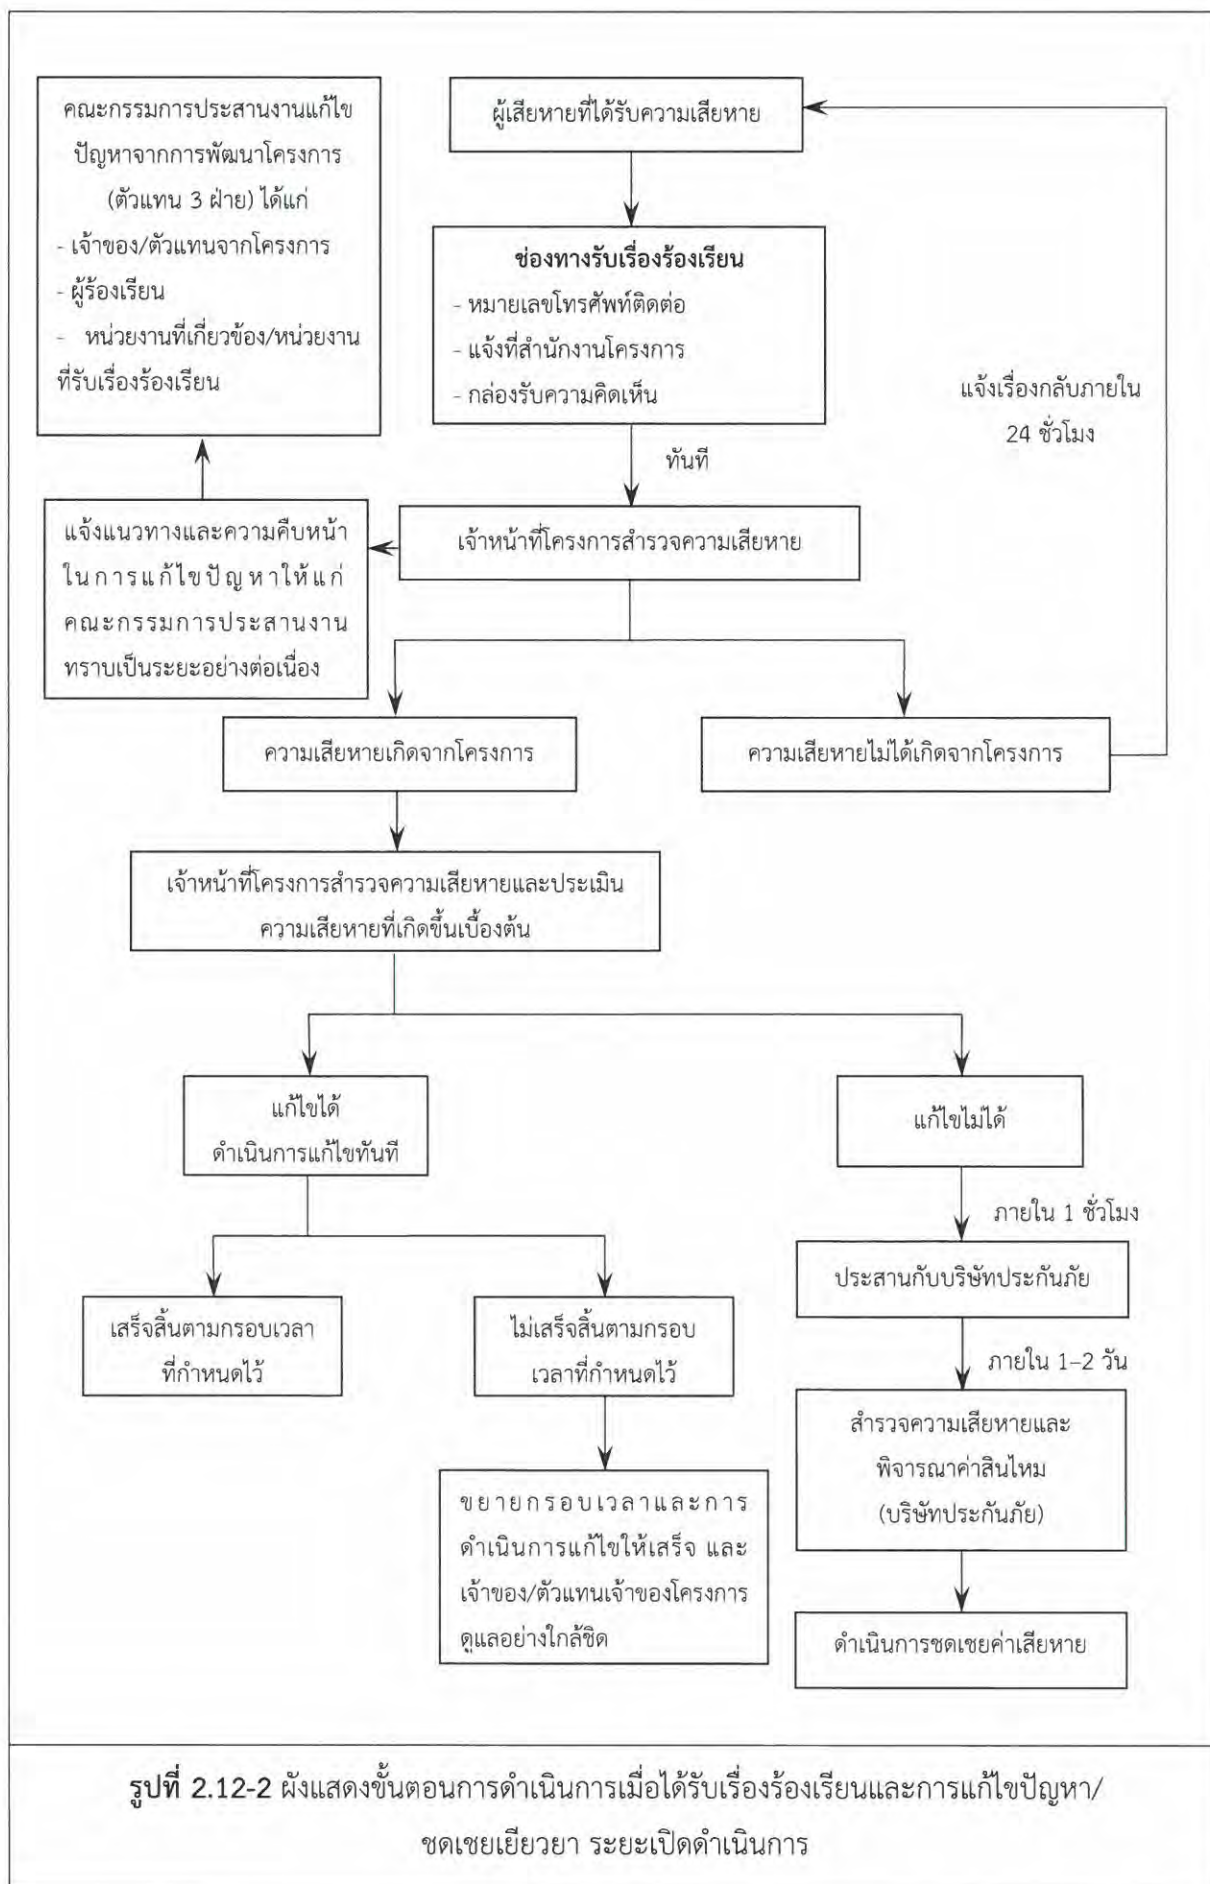 คณะกรรมการประสานงานแก้ไข
ปัญหาจากการพัฒนาโครงการ
(ตัวแทน 3 ฝ่าย) ได้แก่
- เจ้าของ/ตัวแทนจากโครงการ
- ผู้ร้องเรียน
- หน่วยงานที่เกี่ยวข้อง/หน่วยงาน
ที่รับเรื่องร้องเรียน
ผู้เสียหายที่ได้รับความเสียหาย
ช่องทางรับเรื่องร้องเรียน
- หมายเลขโทรศัพท์ติดต่อ
- แจ้งที่สำนักงานโครงการ
- กล่องรับความคิดเห็น
แจ้งเรื่องกลับภายใน
24 ชั่วโมง
ทันที
แจ้งแนวทางและความคืบหน้า
ในการแก้ไขปัญหาให้แก่
คณะกรรมการประสานงาน
ทราบเป็นระยะอย่างต่อเนื่อง
เจ้าหน้าที่โครงการสำรวจความเสียหาย
ความเสียหายเกิดจากโครงการ
ความเสียหายไม่ได้เกิดจากโครงการ
เจ้าหน้าที่โครงการสำรวจความเสียหายและประเมิน
ความเสียหายที่เกิดขึ้นเบื้องต้น
แก้ไขได้
ดำเนินการแก้ไขทันที
แก้ไขไม่ได้
ภายใน 1 ชั่วโมง
ประสานกับบริษัทประกันภัย
เสร็จสิ้นตามกรอบเวลา
ที่กำหนดไว้
ไม่เสร็จสิ้นตามกรอบ
เวลาที่กำหนดไว้
ภายใน 1–2 วัน
สำรวจความเสียหายและ
พิจารณาค่าสินไหม
(บริษัทประกันภัย)
ขยายกรอบเวลาและการ
ดำเนินการแก้ไขให้เสร็จ และ
เจ้าของ/ตัวแทนเจ้าของโครงการ
ดูแลอย่างใกล้ชิด
ดำเนินการชดเชยค่าเสียหาย
รูปที่ 2.12-2 ผังแสดงขั้นตอนการดำเนินการเมื่อได้รับเรื่องร้องเรียนและการแก้ไขปัญหา/
ชดเชยเยียวยา ระยะเปิดดำเนินการ